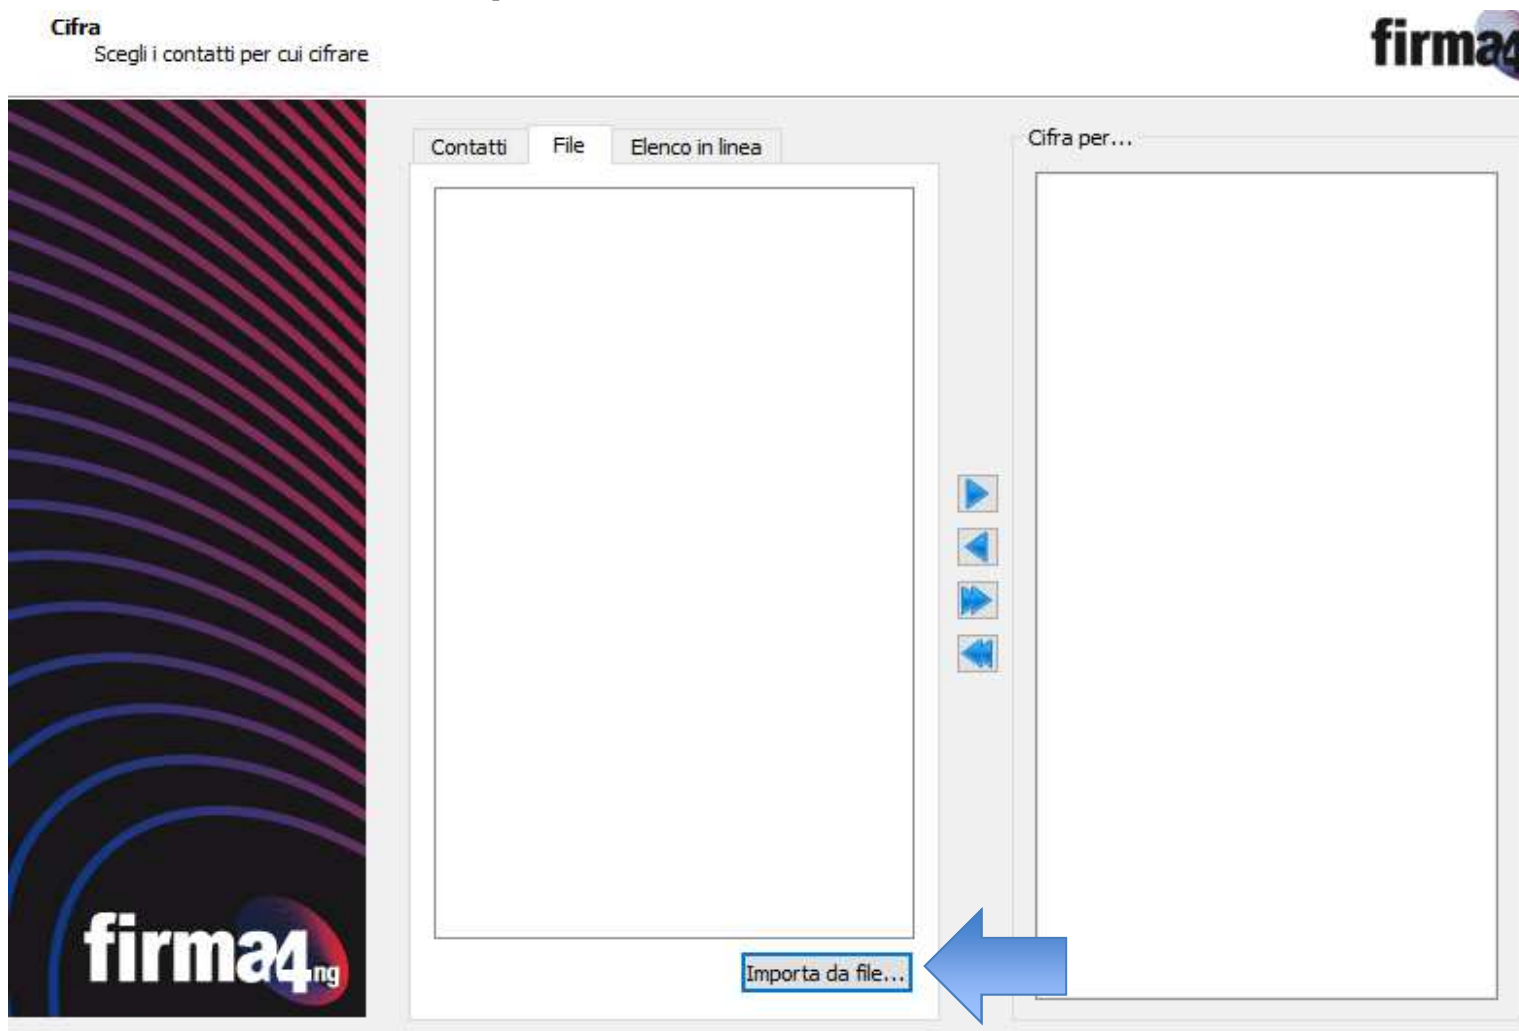 Cifra
Scegli i contatti per cui cifrare
firma4
Contatti
File
Elenco in linea
Cifra per...
Importa da file...
firma4ng